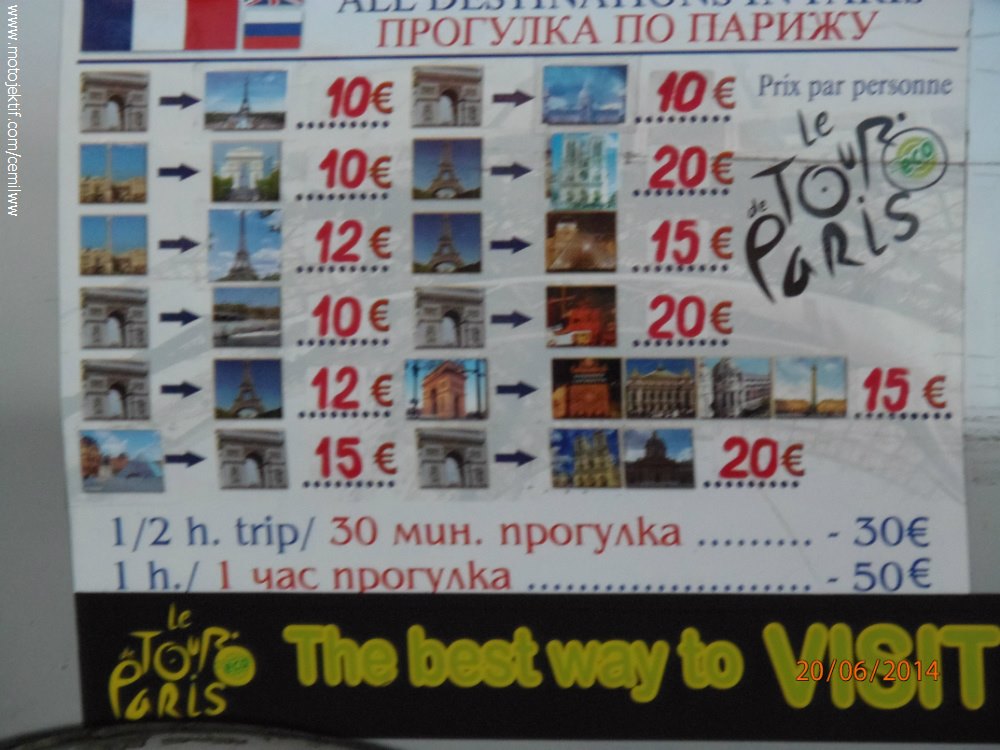 www.motojektif.com/cemilww
ALL DESTINATIONS IN PARIS
ПРОГУЛКА ПО ПАРИЖУ
Prix par personne
10€ 10€
10€ 20€
12€ 15€
10€ 20€
12€ 15€
15€ 20€
Le
TOUR
de
PARIS
eco
1/2 h. trip/ 30 мин. прогулка ......... - 30€
1 h./ 1 час прогулка ....................... - 50€
Le
de TOUR
eco
PARIS
The best way to VISIT
20/06/2014